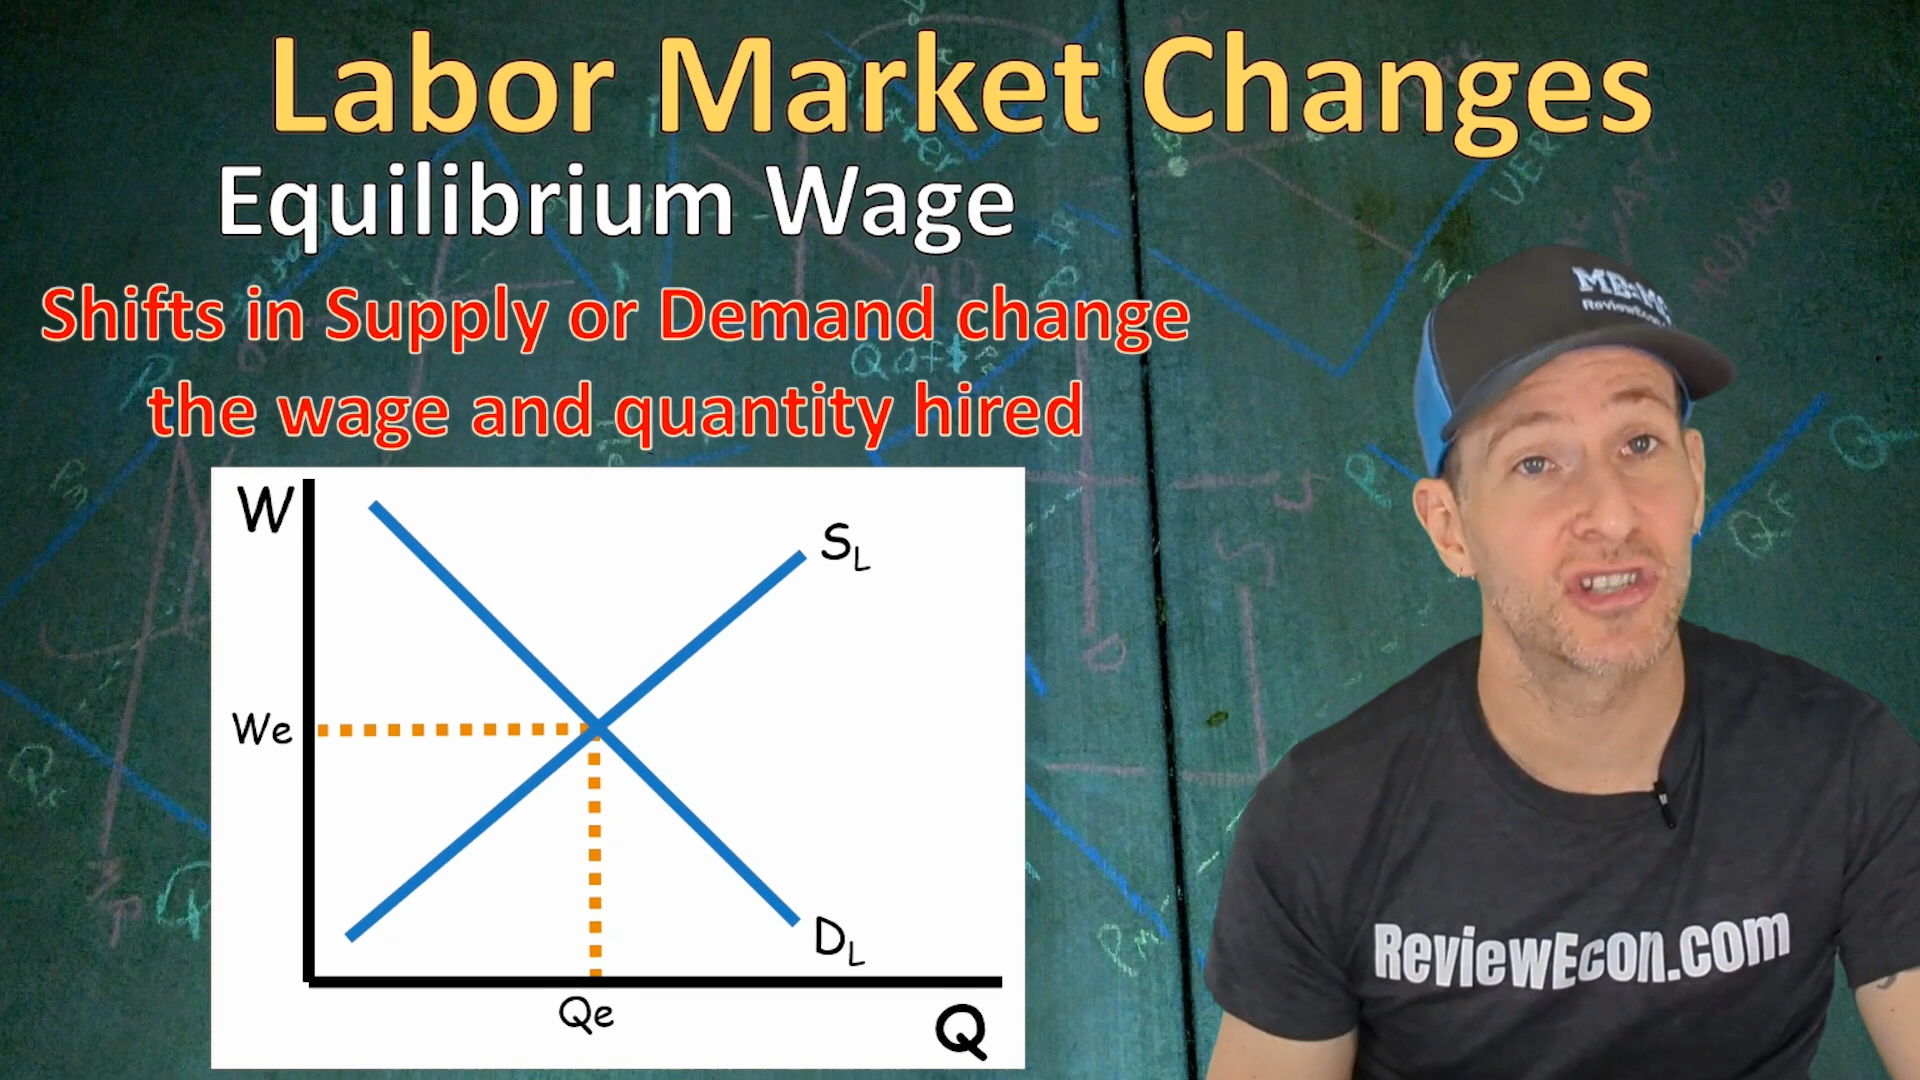 Labor Market Changes
Equilibrium Wage
Shifts in Supply or Demand change
the wage and quantity hired
W
SL
We
DL
Qe
Q
ReviewEcon.com